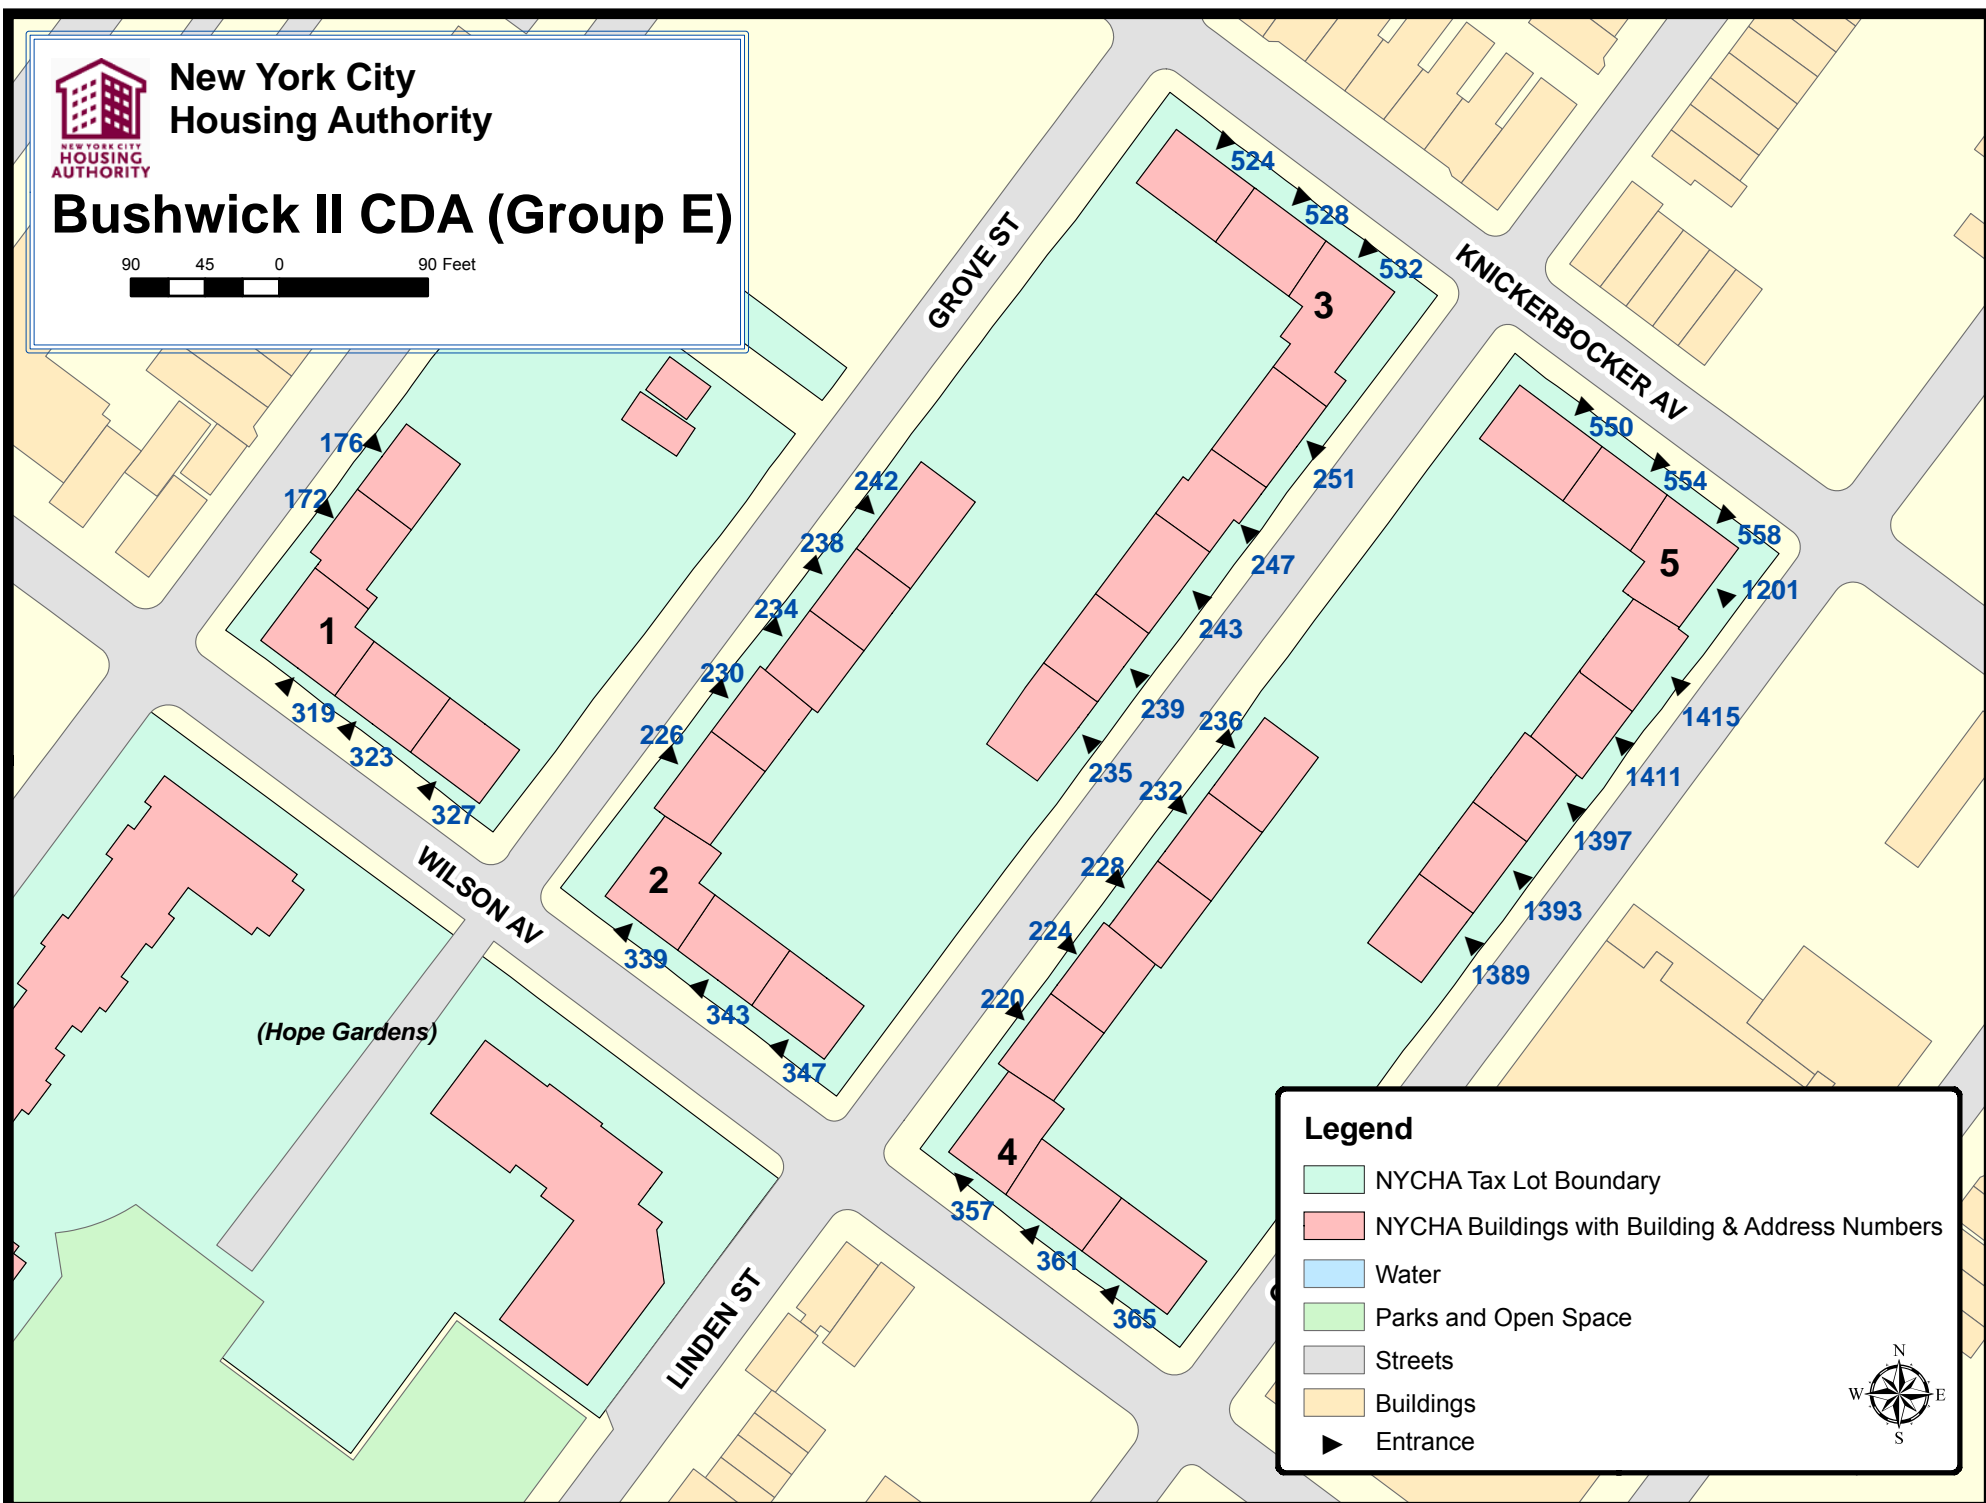 New York City
Housing Authority
NEW YORK CITY
HOUSING
AUTHORITY
Bushwick II CDA (Group E)
90 45 0 90 Feet
GROVE ST
KNICKERBOCKER AV
WILSON AV
LINDEN ST
(Hope Gardens)
524
528
532
3
251
247
243
239
235
550
554
558
5
1201
1415
1411
1397
1393
1389
176
172
1
319
323
327
242
238
234
230
226
2
339
343
347
236
232
228
224
220
4
357
361
365
Legend
NYCHA Tax Lot Boundary
NYCHA Buildings with Building & Address Numbers
Water
Parks and Open Space
Streets
Buildings
Entrance
N
W E
S